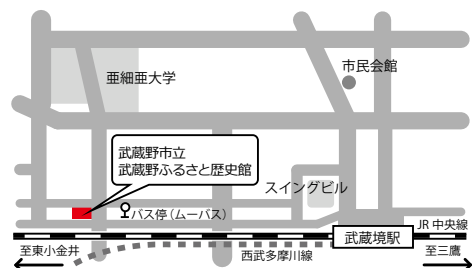 亜細亜大学
市民会館
武蔵野市立
武蔵野ふるさと歴史館
スイングビル
バス停（ムーバス）
JR 中央線
武蔵境駅
至東小金井
西武多摩川線
至三鷹